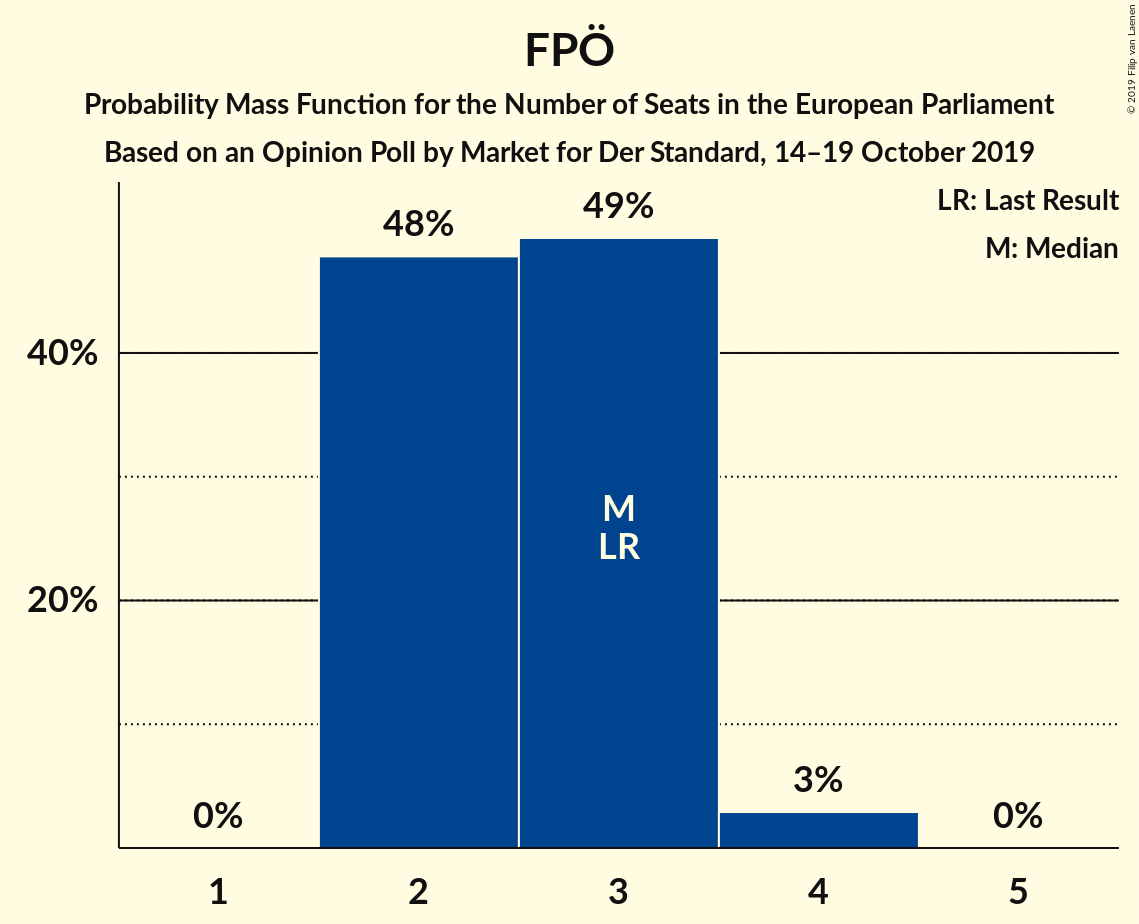 FPÖ
Probability Mass Function for the Number of Seats in the European Parliament
Based on an Opinion Poll by Market for Der Standard, 14–19 October 2019
© 2019 Filip van Laenen
LR: Last Result
M: Median
48%
49%
40%
M
LR
20%
0%
3%
0%
1
2
3
4
5